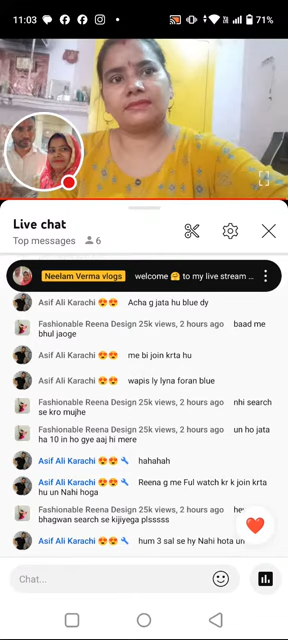 11:03
71%
Live chat
Top messages 6
Neelam Verma vlogs welcome 🤗 to my live stream ...
Asif Ali Karachi 😍😍 Acha g jata hu blue dy
Fashionable Reena Design 25k views, 2 hours ago baad me
bhul jaoge
Asif Ali Karachi 😍😍 me bi join krta hu
Asif Ali Karachi 😍😍 wapis ly lyna foran blue
Fashionable Reena Design 25k views, 2 hours ago nhi search
se kro mujhe
Fashionable Reena Design 25k views, 2 hours ago un ho jata
ha 10 in ho gye aaj hi mere
Asif Ali Karachi 😍😍🔧 hahahah
Asif Ali Karachi 😍😍🔧 Reena g me Ful watch kr k join krta
hu un Nahi hoga
Fashionable Reena Design 25k views, 2 hours ago
bhagwan search se kijiyega plsssss
Asif Ali Karachi 😍😍🔧 hum 3 sal se hy Nahi hota un
Chat...